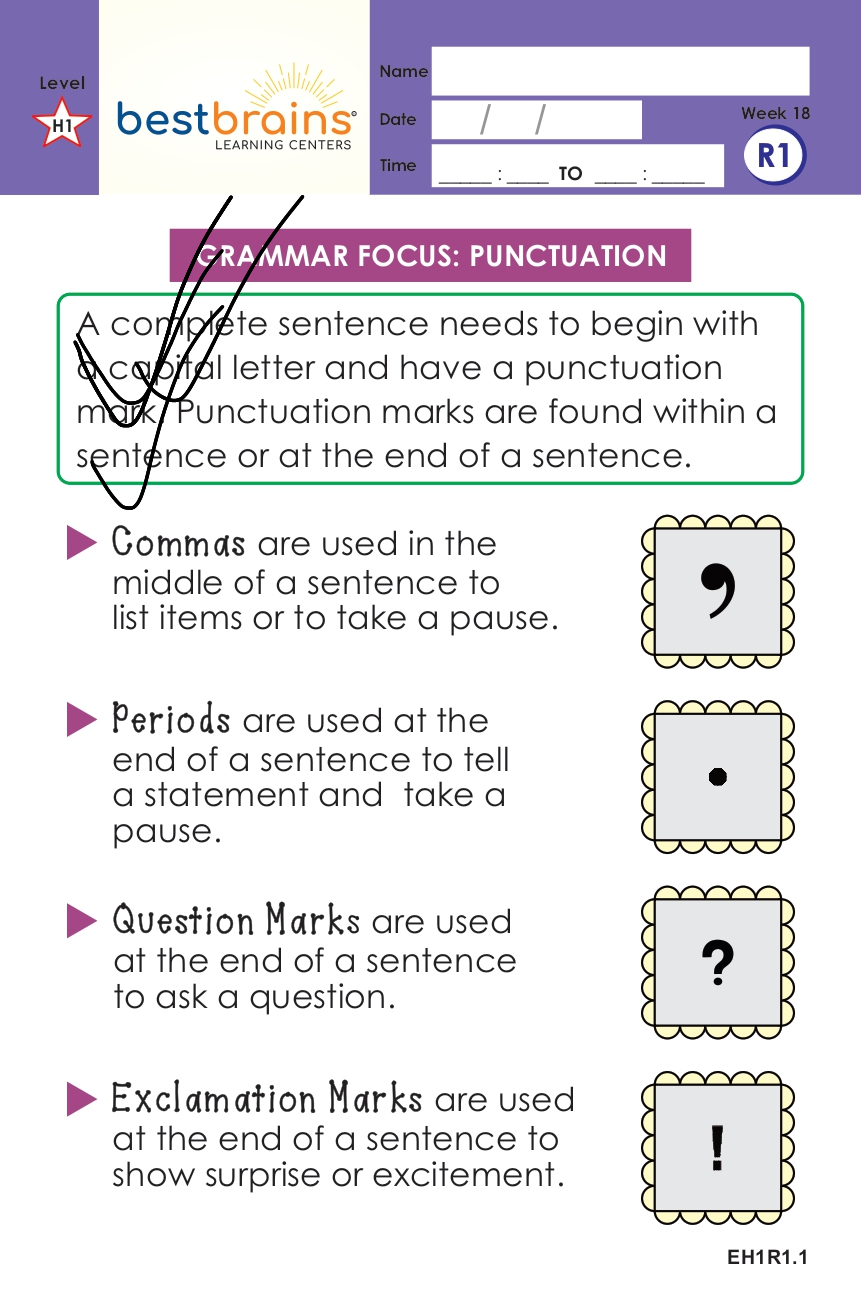 Level
H1
bestbrains
LEARNING CENTERS
Name
Date / /
Time _____ : ____ TO ____ : _____
Week 18
R1
GRAMMAR FOCUS: PUNCTUATION
A complete sentence needs to begin with
a capital letter and have a punctuation
mark. Punctuation marks are found within a
sentence or at the end of a sentence.
Commas are used in the
middle of a sentence to
list items or to take a pause.
,
Periods are used at the
end of a sentence to tell
a statement and take a
pause.
.
Question Marks are used
at the end of a sentence
to ask a question.
?
Exclamation Marks are used
at the end of a sentence to
show surprise or excitement.
!
EH1R1.1